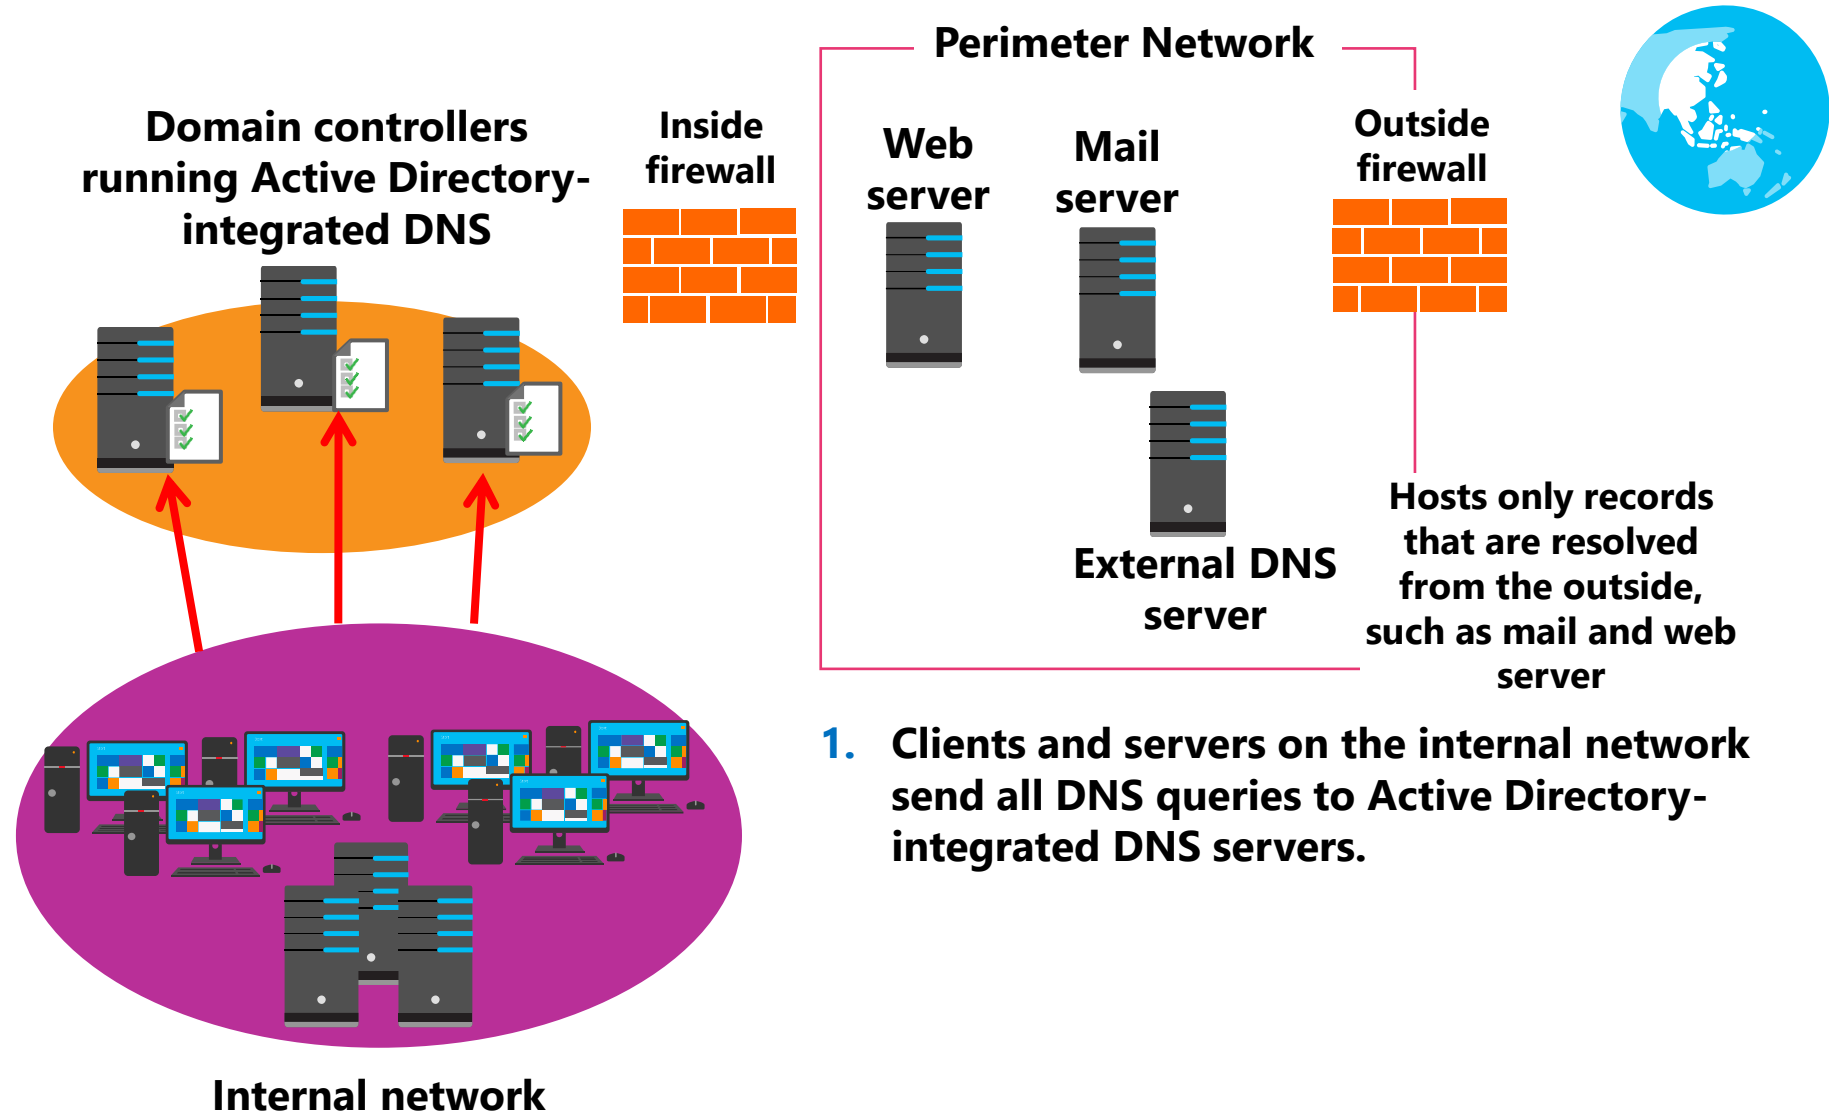 Perimeter Network
Domain controllers
running Active Directory-
integrated DNS
Inside
firewall
Web
server
Mail
server
Outside
firewall
External DNS
server
Hosts only records
that are resolved
from the outside,
such as mail and web
server
1. Clients and servers on the internal network
send all DNS queries to Active Directory-
integrated DNS servers.
Internal network